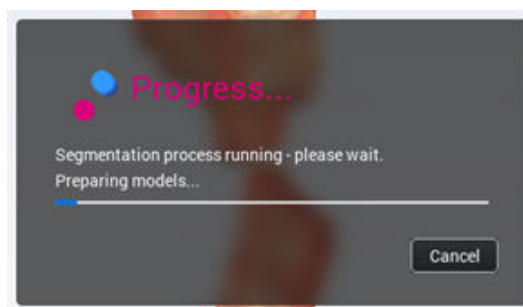 Progress...
Segmentation process running - please wait.
Preparing models...
Cancel